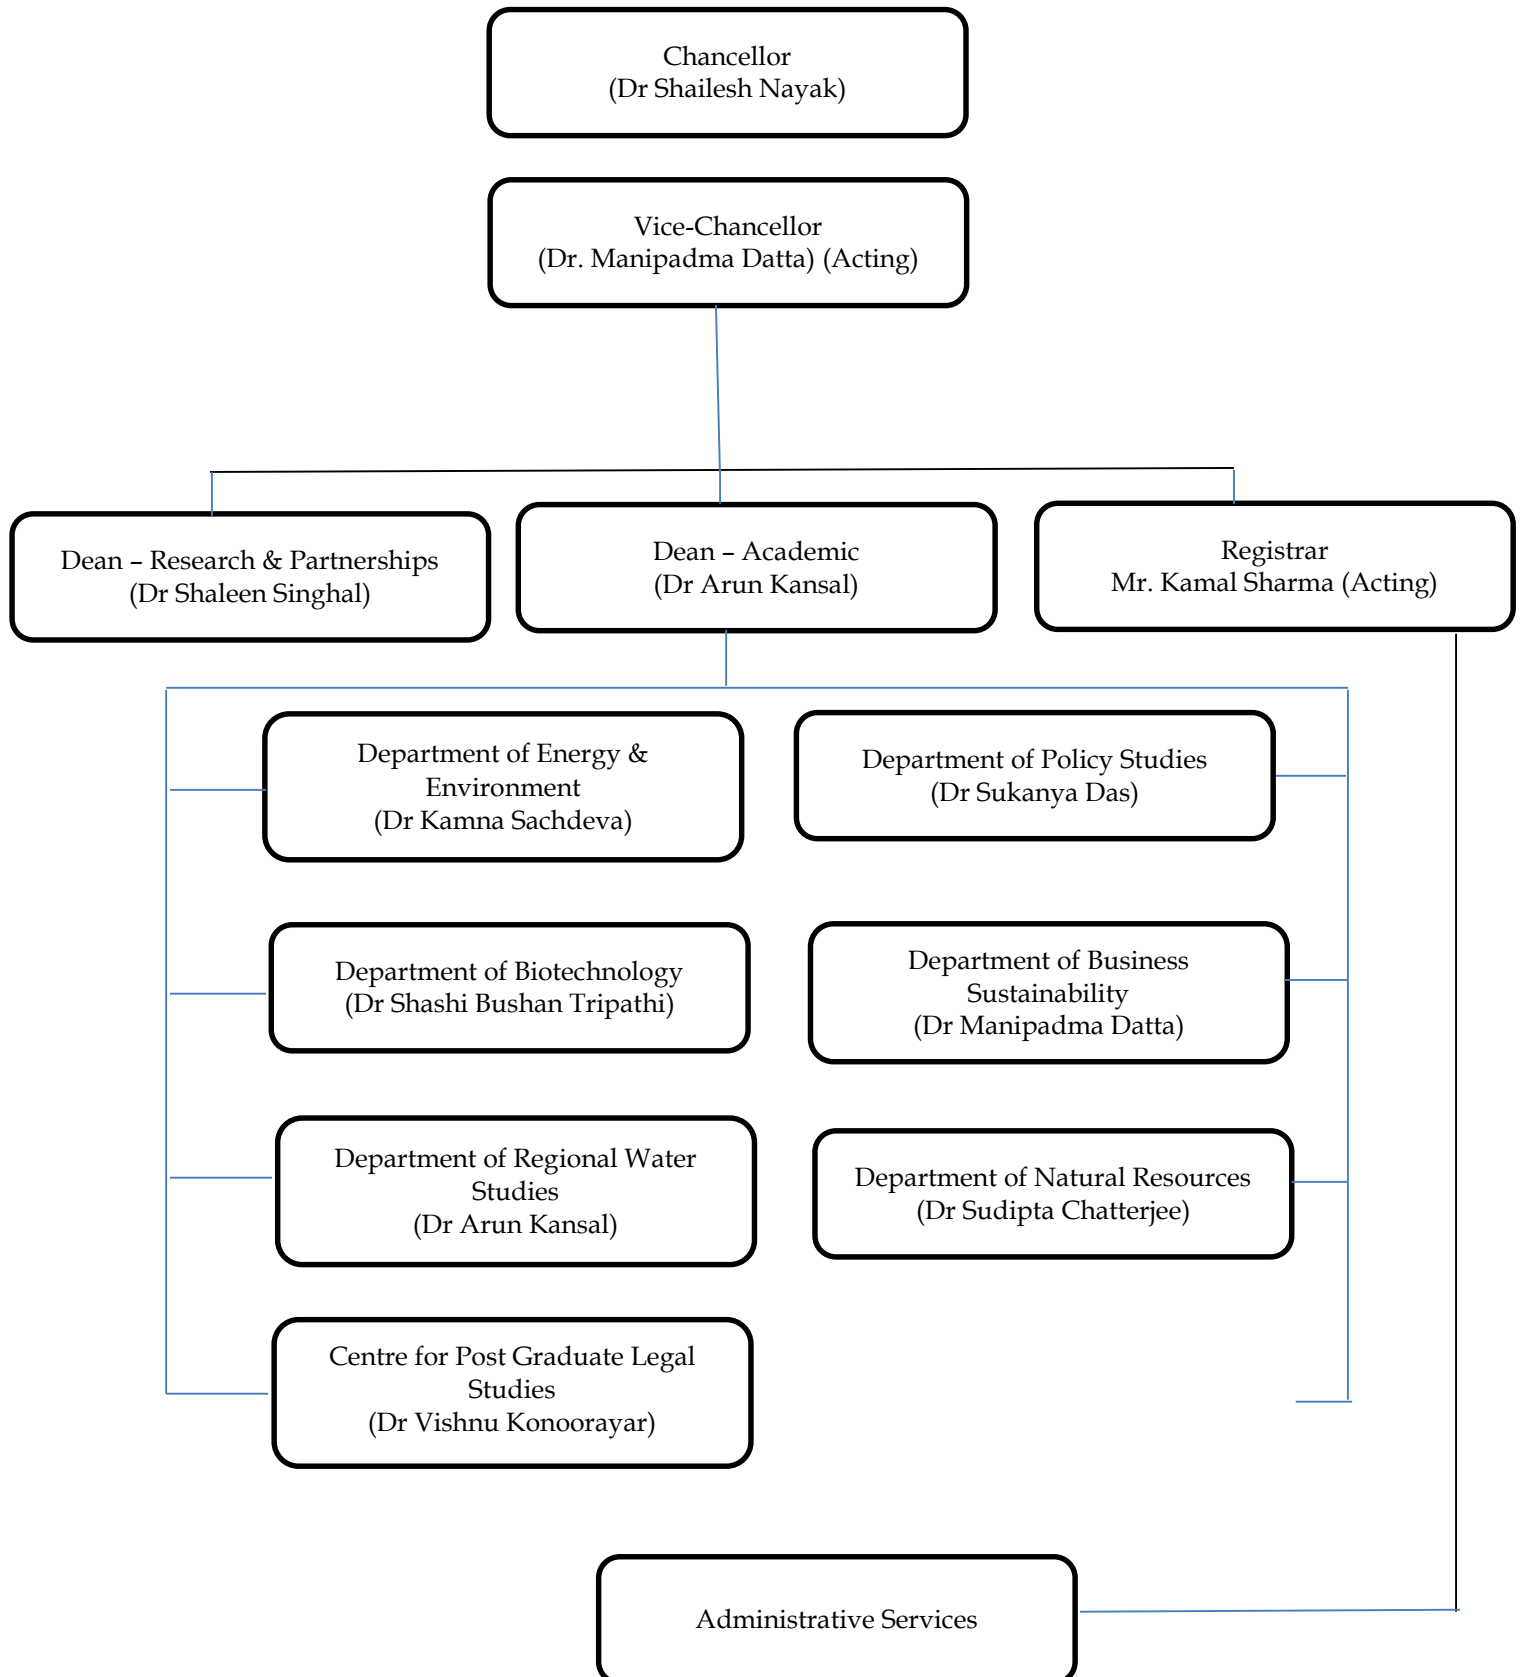 Chancellor
(Dr Shailesh Nayak)
Vice-Chancellor
(Dr. Manipadma Datta) (Acting)
Dean – Research & Partnerships
(Dr Shaleen Singhal)
Dean – Academic
(Dr Arun Kansal)
Registrar
Mr. Kamal Sharma (Acting)
Department of Energy &
Environment
(Dr Kamna Sachdeva)
Department of Policy Studies
(Dr Sukanya Das)
Department of Biotechnology
(Dr Shashi Bushan Tripathi)
Department of Business
Sustainability
(Dr Manipadma Datta)
Department of Regional Water
Studies
(Dr Arun Kansal)
Department of Natural Resources
(Dr Sudipta Chatterjee)
Centre for Post Graduate Legal
Studies
(Dr Vishnu Konoorayar)
Administrative Services